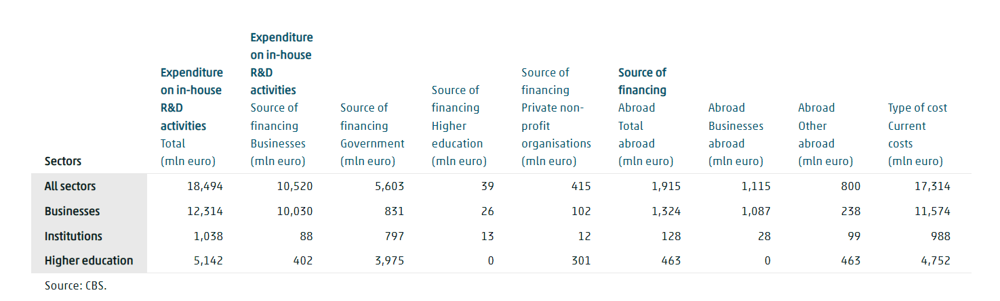 Expenditure
on in-house
R&D
activities
Total
(mln euro)
Expenditure
on in-house
R&D
activities
Source of
financing
Businesses
(mln euro)
Source of
financing
Government
(mln euro)
Source of
financing
Higher
education
(mln euro)
Source of
financing
Private non-
profit
organisations
(mln euro)
Source of
financing
Abroad
Total
abroad
(mln euro)
Abroad
Businesses
abroad
(mln euro)
Abroad
Other
abroad
(mln euro)
Type of cost
Current
costs
(mln euro)
Sectors
All sectors 18,494 10,520 5,603 39 415 1,915 1,115 800 17,314
Businesses 12,314 10,030 831 26 102 1,324 1,087 238 11,574
Institutions 1,038 88 797 13 12 128 28 99 988
Higher education 5,142 402 3,975 0 301 463 0 463 4,752
Source: CBS.